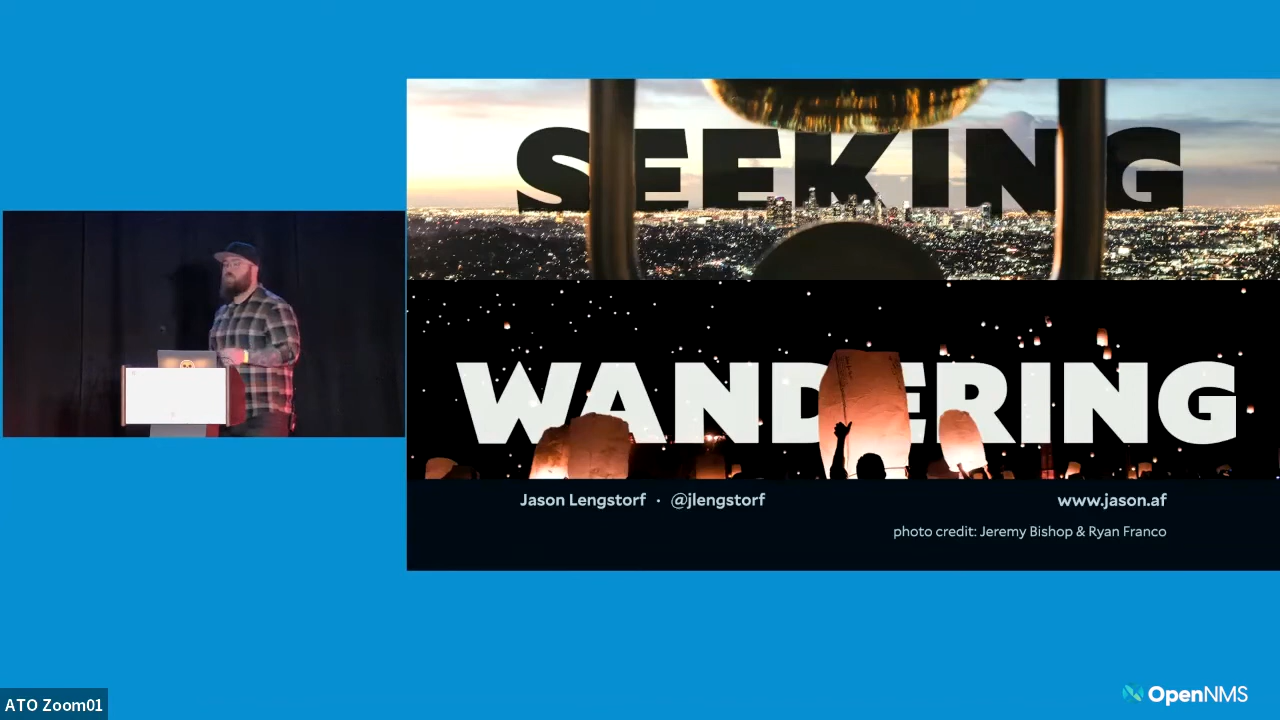 SEEKING
WANDERING
Jason Lengstorf · @jlengstorf
www.jason.af
photo credit: Jeremy Bishop & Ryan Franco
ATO Zoom01
OpenNMS